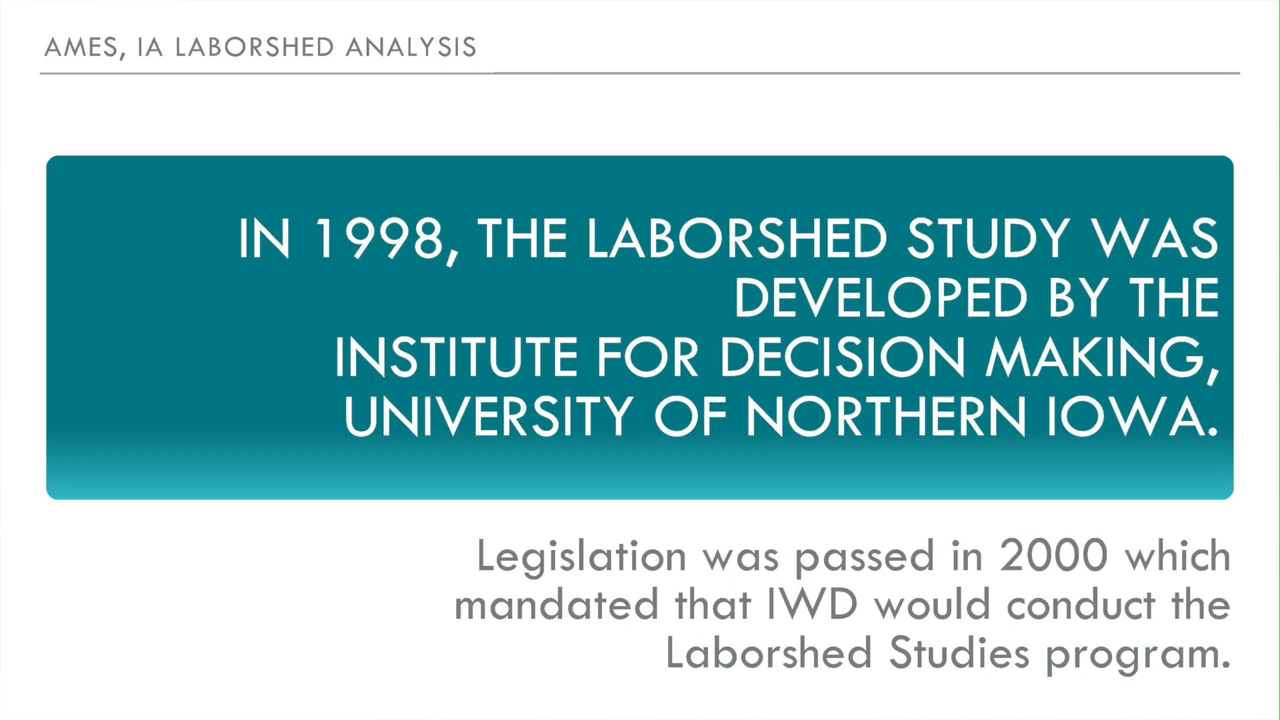 AMES, IA LABORSHED ANALYSIS
IN 1998, THE LABORSHED STUDY WAS
DEVELOPED BY THE
INSTITUTE FOR DECISION MAKING,
UNIVERSITY OF NORTHERN IOWA.
Legislation was passed in 2000 which
mandated that IWD would conduct the
Laborshed Studies program.